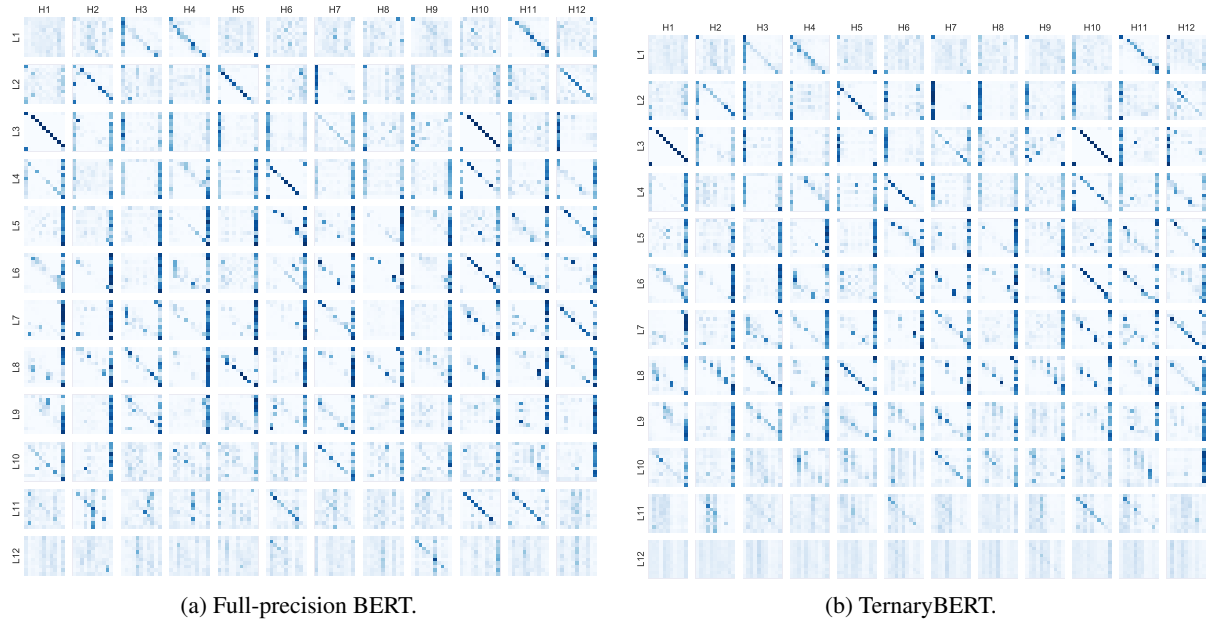 H1 H2 H3 H4 H5 H6 H7 H8 H9 H10 H11 H12
L1
L2
L3
L4
L5
L6
L7
L8
L9
L10
L11
L12
(a) Full-precision BERT.
H1 H2 H3 H4 H5 H6 H7 H8 H9 H10 H11 H12
L1
L2
L3
L4
L5
L6
L7
L8
L9
L10
L11
L12
(b) TernaryBERT.